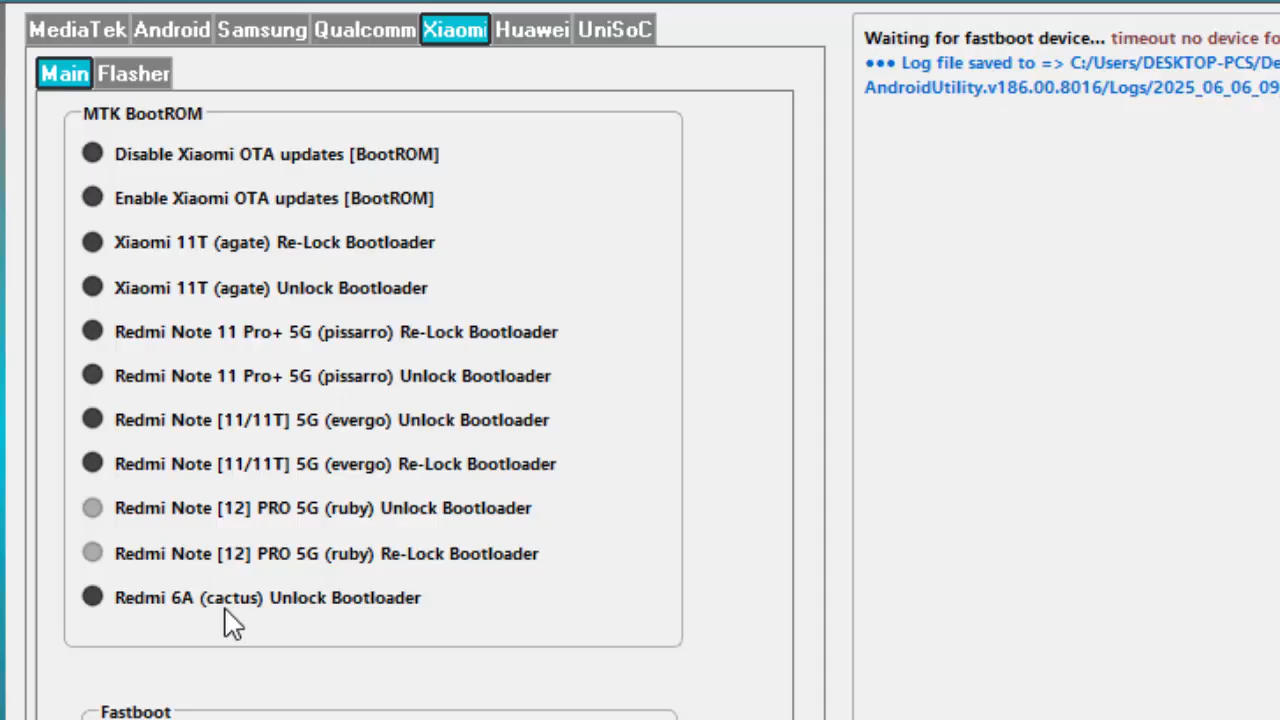 MediaTek Android Samsung Qualcomm Xiaomi Huawei UniSoC
Main Flasher
MTK BootROM
Disable Xiaomi OTA updates [BootROM]
Enable Xiaomi OTA updates [BootROM]
Xiaomi 11T (agate) Re-Lock Bootloader
Xiaomi 11T (agate) Unlock Bootloader
Redmi Note 11 Pro+ 5G (pissarro) Re-Lock Bootloader
Redmi Note 11 Pro+ 5G (pissarro) Unlock Bootloader
Redmi Note [11/11T] 5G (evergo) Unlock Bootloader
Redmi Note [11/11T] 5G (evergo) Re-Lock Bootloader
Redmi Note [12] PRO 5G (ruby) Unlock Bootloader
Redmi Note [12] PRO 5G (ruby) Re-Lock Bootloader
Redmi 6A (cactus) Unlock Bootloader
Fastboot
Waiting for fastboot device... timeout no device fo
••• Log file saved to => C:/Users/DESKTOP-PCS/De
AndroidUtility.v186.00.8016/Logs/2025_06_06_09